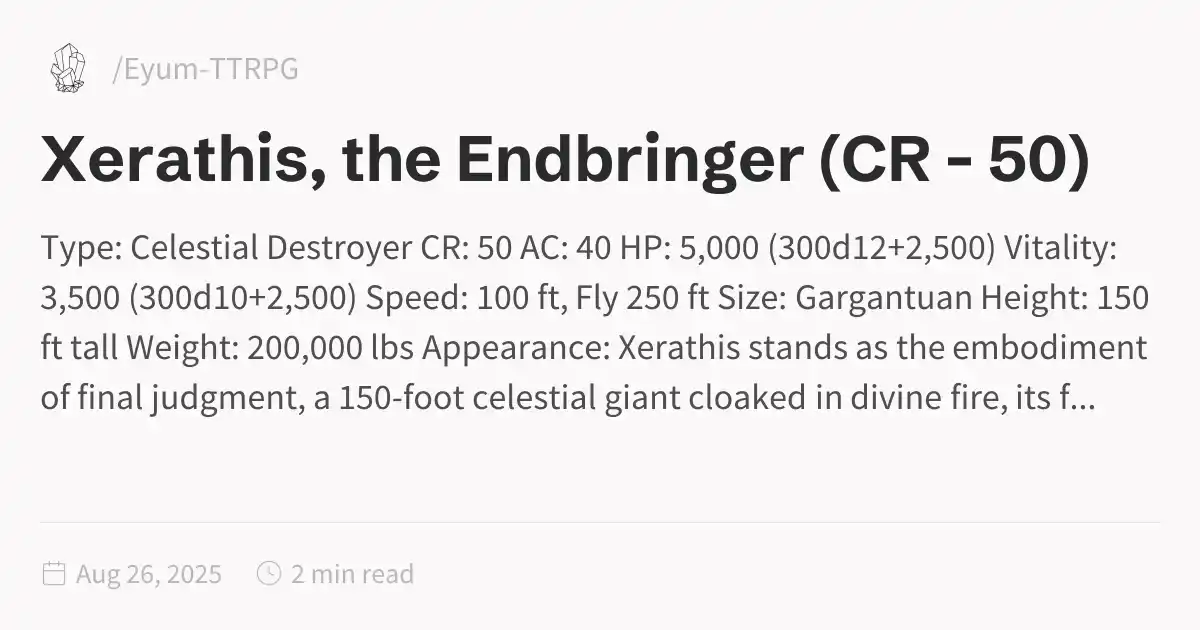 /Eyum-TTRPG
Xerathis, the Endbringer (CR - 50)
Type: Celestial Destroyer CR: 50 AC: 40 HP: 5,000 (300d12+2,500) Vitality:
3,500 (300d10+2,500) Speed: 100 ft, Fly 250 ft Size: Gargantuan Height: 150
ft tall Weight: 200,000 lbs Appearance: Xerathis stands as the embodiment
of final judgment, a 150-foot celestial giant cloaked in divine fire, its f...
Aug 26, 2025 2 min read